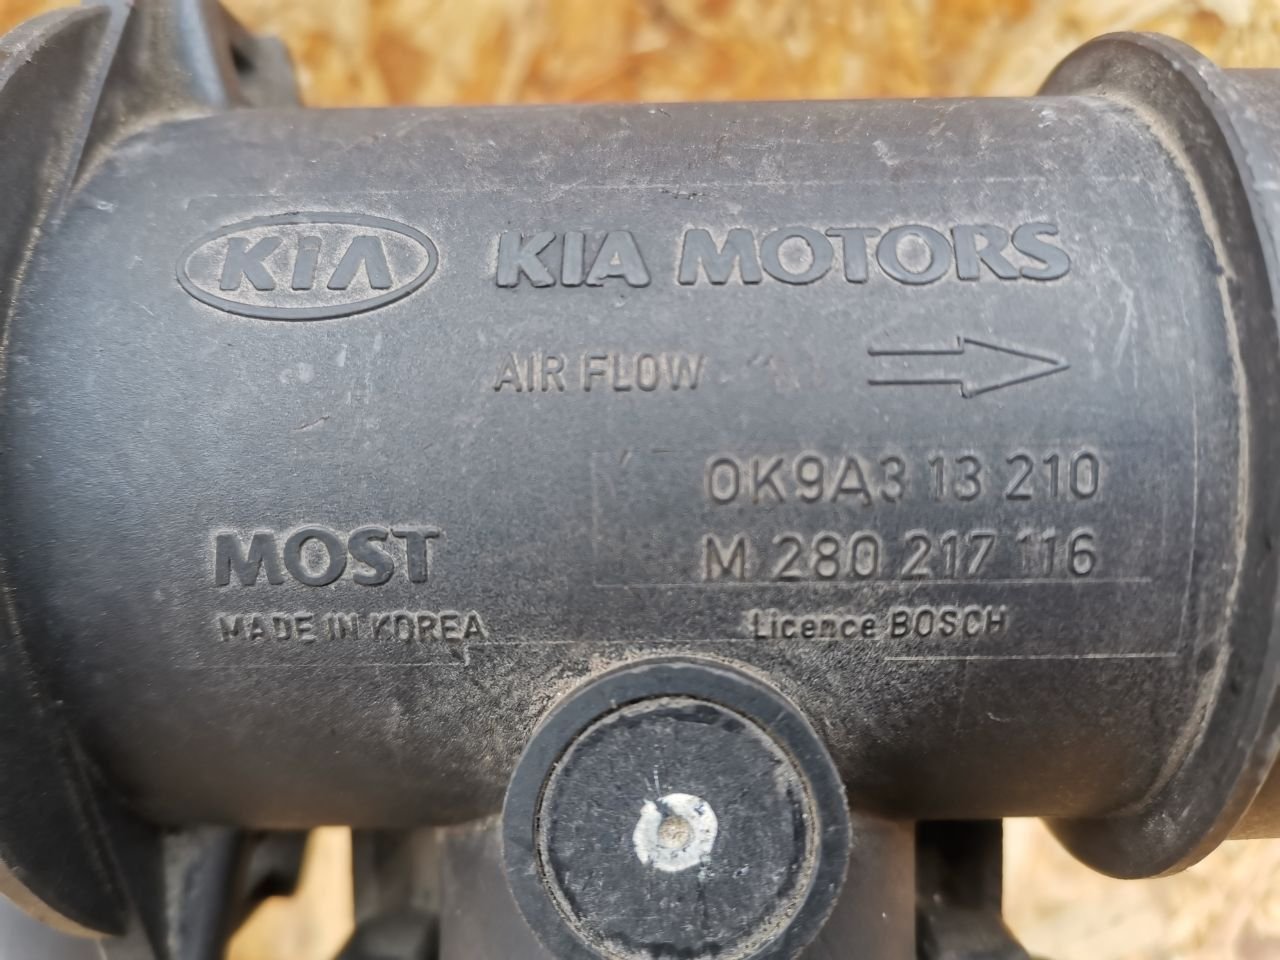 KIA KIA MOTORS
AIR FLOW
0K9A3 13 210
MOST M 280 217 116
MADE IN KOREA Licence BOSCH